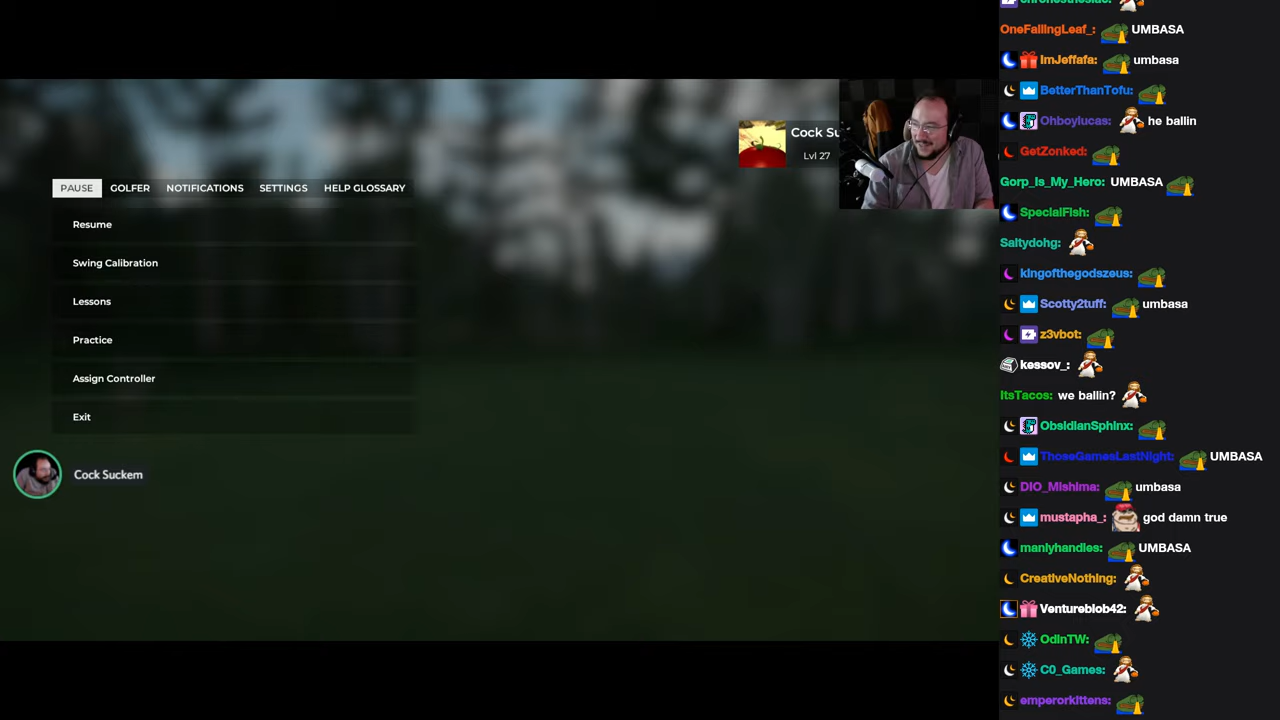 OneFallingLeaf_: UMBASA
ImJeffafa: umbasa
BetterThanTofu:
Ohboylucas: he ballin
GetZonked:
Gorp_Is_My_Hero: UMBASA
SpecialFish:
Saltydohg:
kingofthegodszeus:
Scotty2tuff: umbasa
z3vbot:
kessov_:
ItsTacos: we ballin?
ObsidianSphinx:
ThoseGamesLastNight: UMBASA
DIO_Mishima: umbasa
mustapha_: god damn true
manlyhandles: UMBASA
CreativeNothing:
Ventureblob42:
OdinTW:
C0_Games:
emperorkittens:
Cock Su
Lvl 27
PAUSE GOLFER NOTIFICATIONS SETTINGS HELP GLOSSARY
Resume
Swing Calibration
Lessons
Practice
Assign Controller
Exit
Cock Suckem